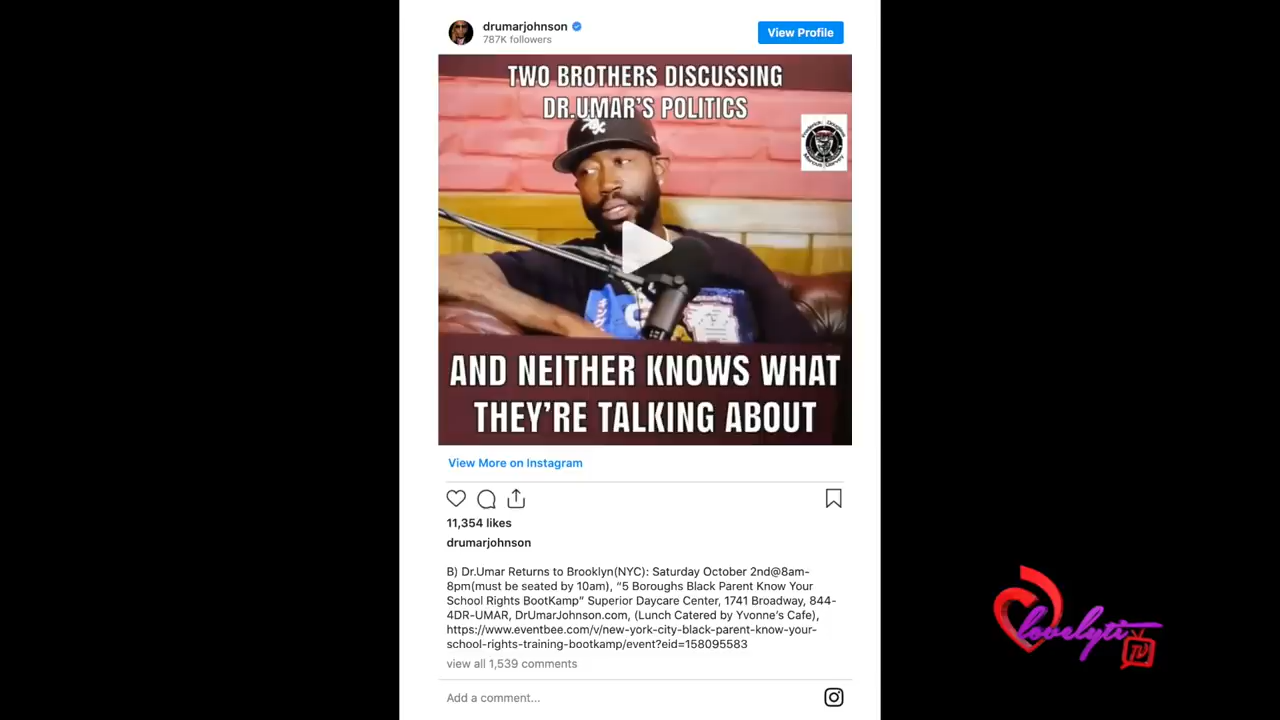 drumarjohnson
787K followers
View Profile
TWO BROTHERS DISCUSSING
DR.UMAR'S POLITICS
Frederick Douglass
Marcus Garvey
AND NEITHER KNOWS WHAT
THEY'RE TALKING ABOUT
View More on Instagram
11,354 likes
drumarjohnson
B) Dr.Umar Returns to Brooklyn(NYC): Saturday October 2nd@8am-
8pm(must be seated by 10am), “5 Boroughs Black Parent Know Your
School Rights BootKamp” Superior Daycare Center, 1741 Broadway, 844-
4DR-UMAR, DrUmarJohnson.com, (Lunch Catered by Yvonne’s Cafe),
https://www.eventbee.com/v/new-york-city-black-parent-know-your-
school-rights-training-bootkamp/event?eid=158095583
view all 1,539 comments
Add a comment...
lovelyti
TV